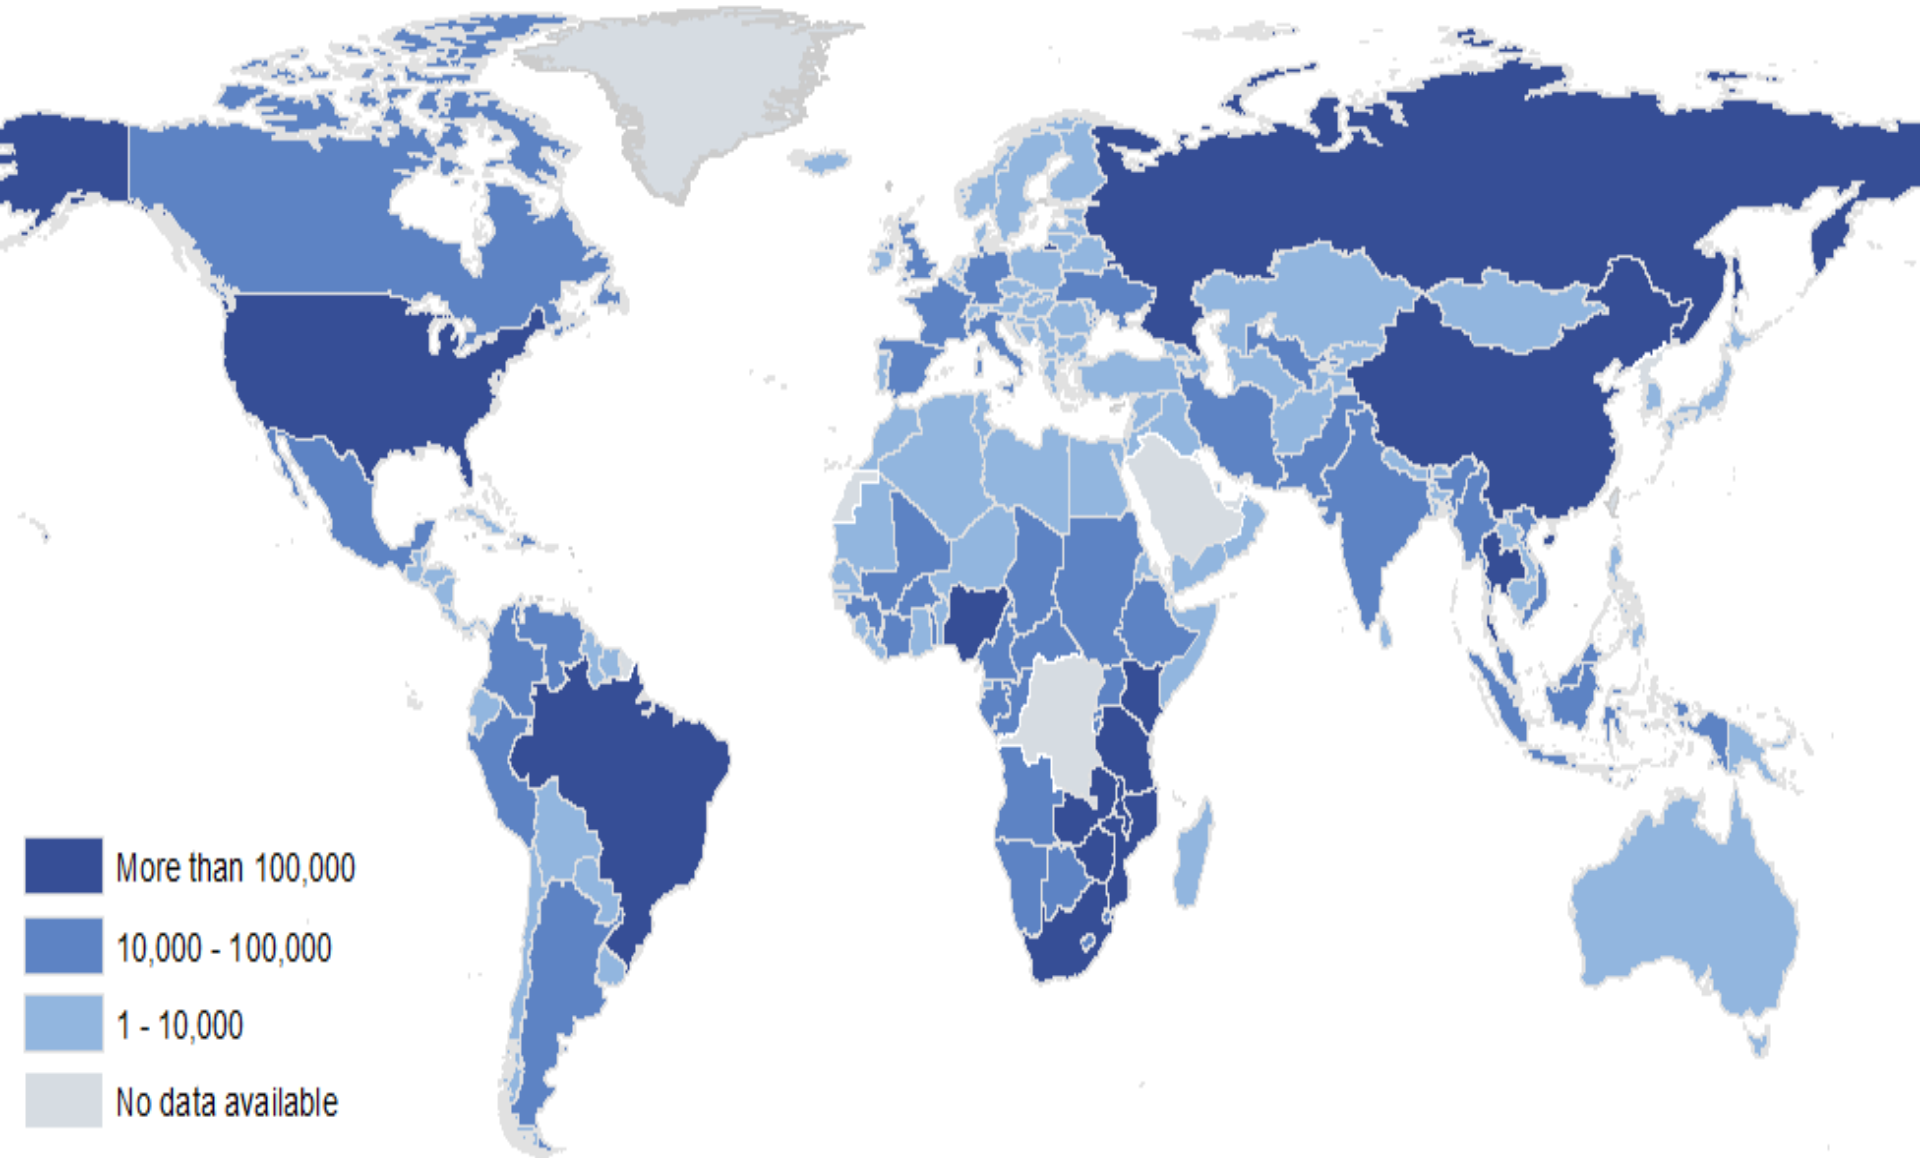 More than 100,000
10,000 - 100,000
1 - 10,000
No data available